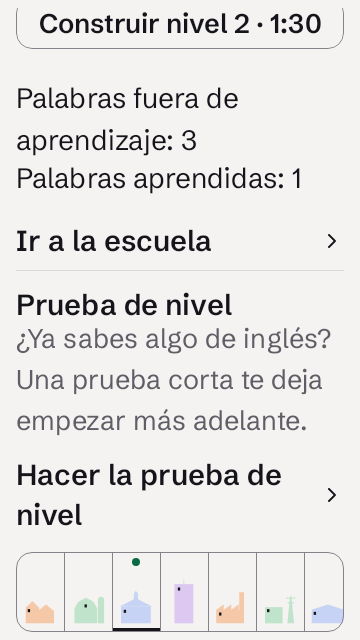 Construir nivel 2 · 1:30
Palabras fuera de
aprendizaje: 3
Palabras aprendidas: 1
Ir a la escuela
Prueba de nivel
¿Ya sabes algo de inglés?
Una prueba corta te deja
empezar más adelante.
Hacer la prueba de
nivel